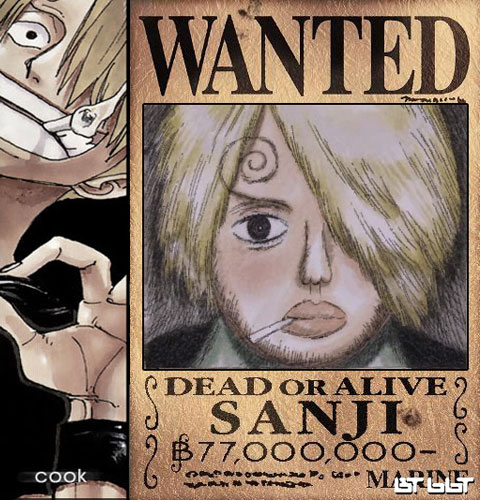 WANTED
DEAD OR ALIVE
SANJI
฿77,000,000-
MARINE
cook